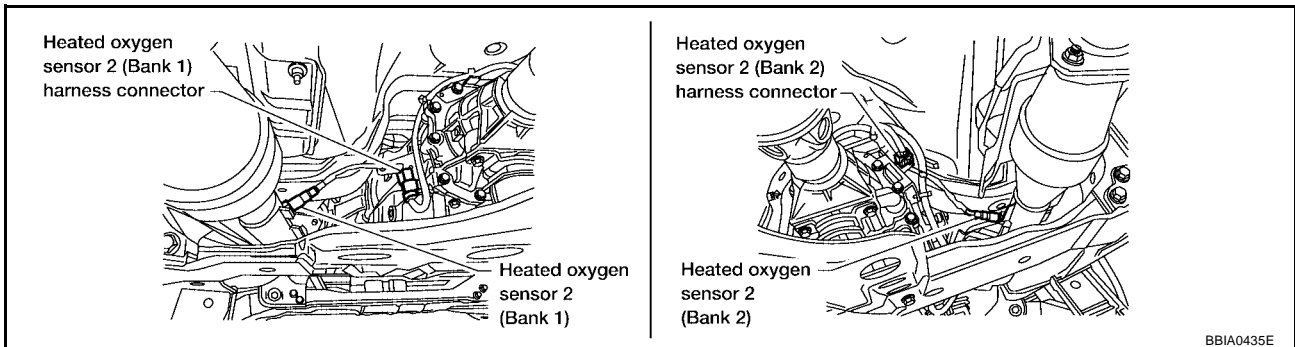 Heated oxygen
sensor 2 (Bank 1)
harness connector
Heated oxygen
sensor 2
(Bank 1)
Heated oxygen
sensor 2 (Bank 2)
harness connector
Heated oxygen
sensor 2
(Bank 2)
BBIA0435E